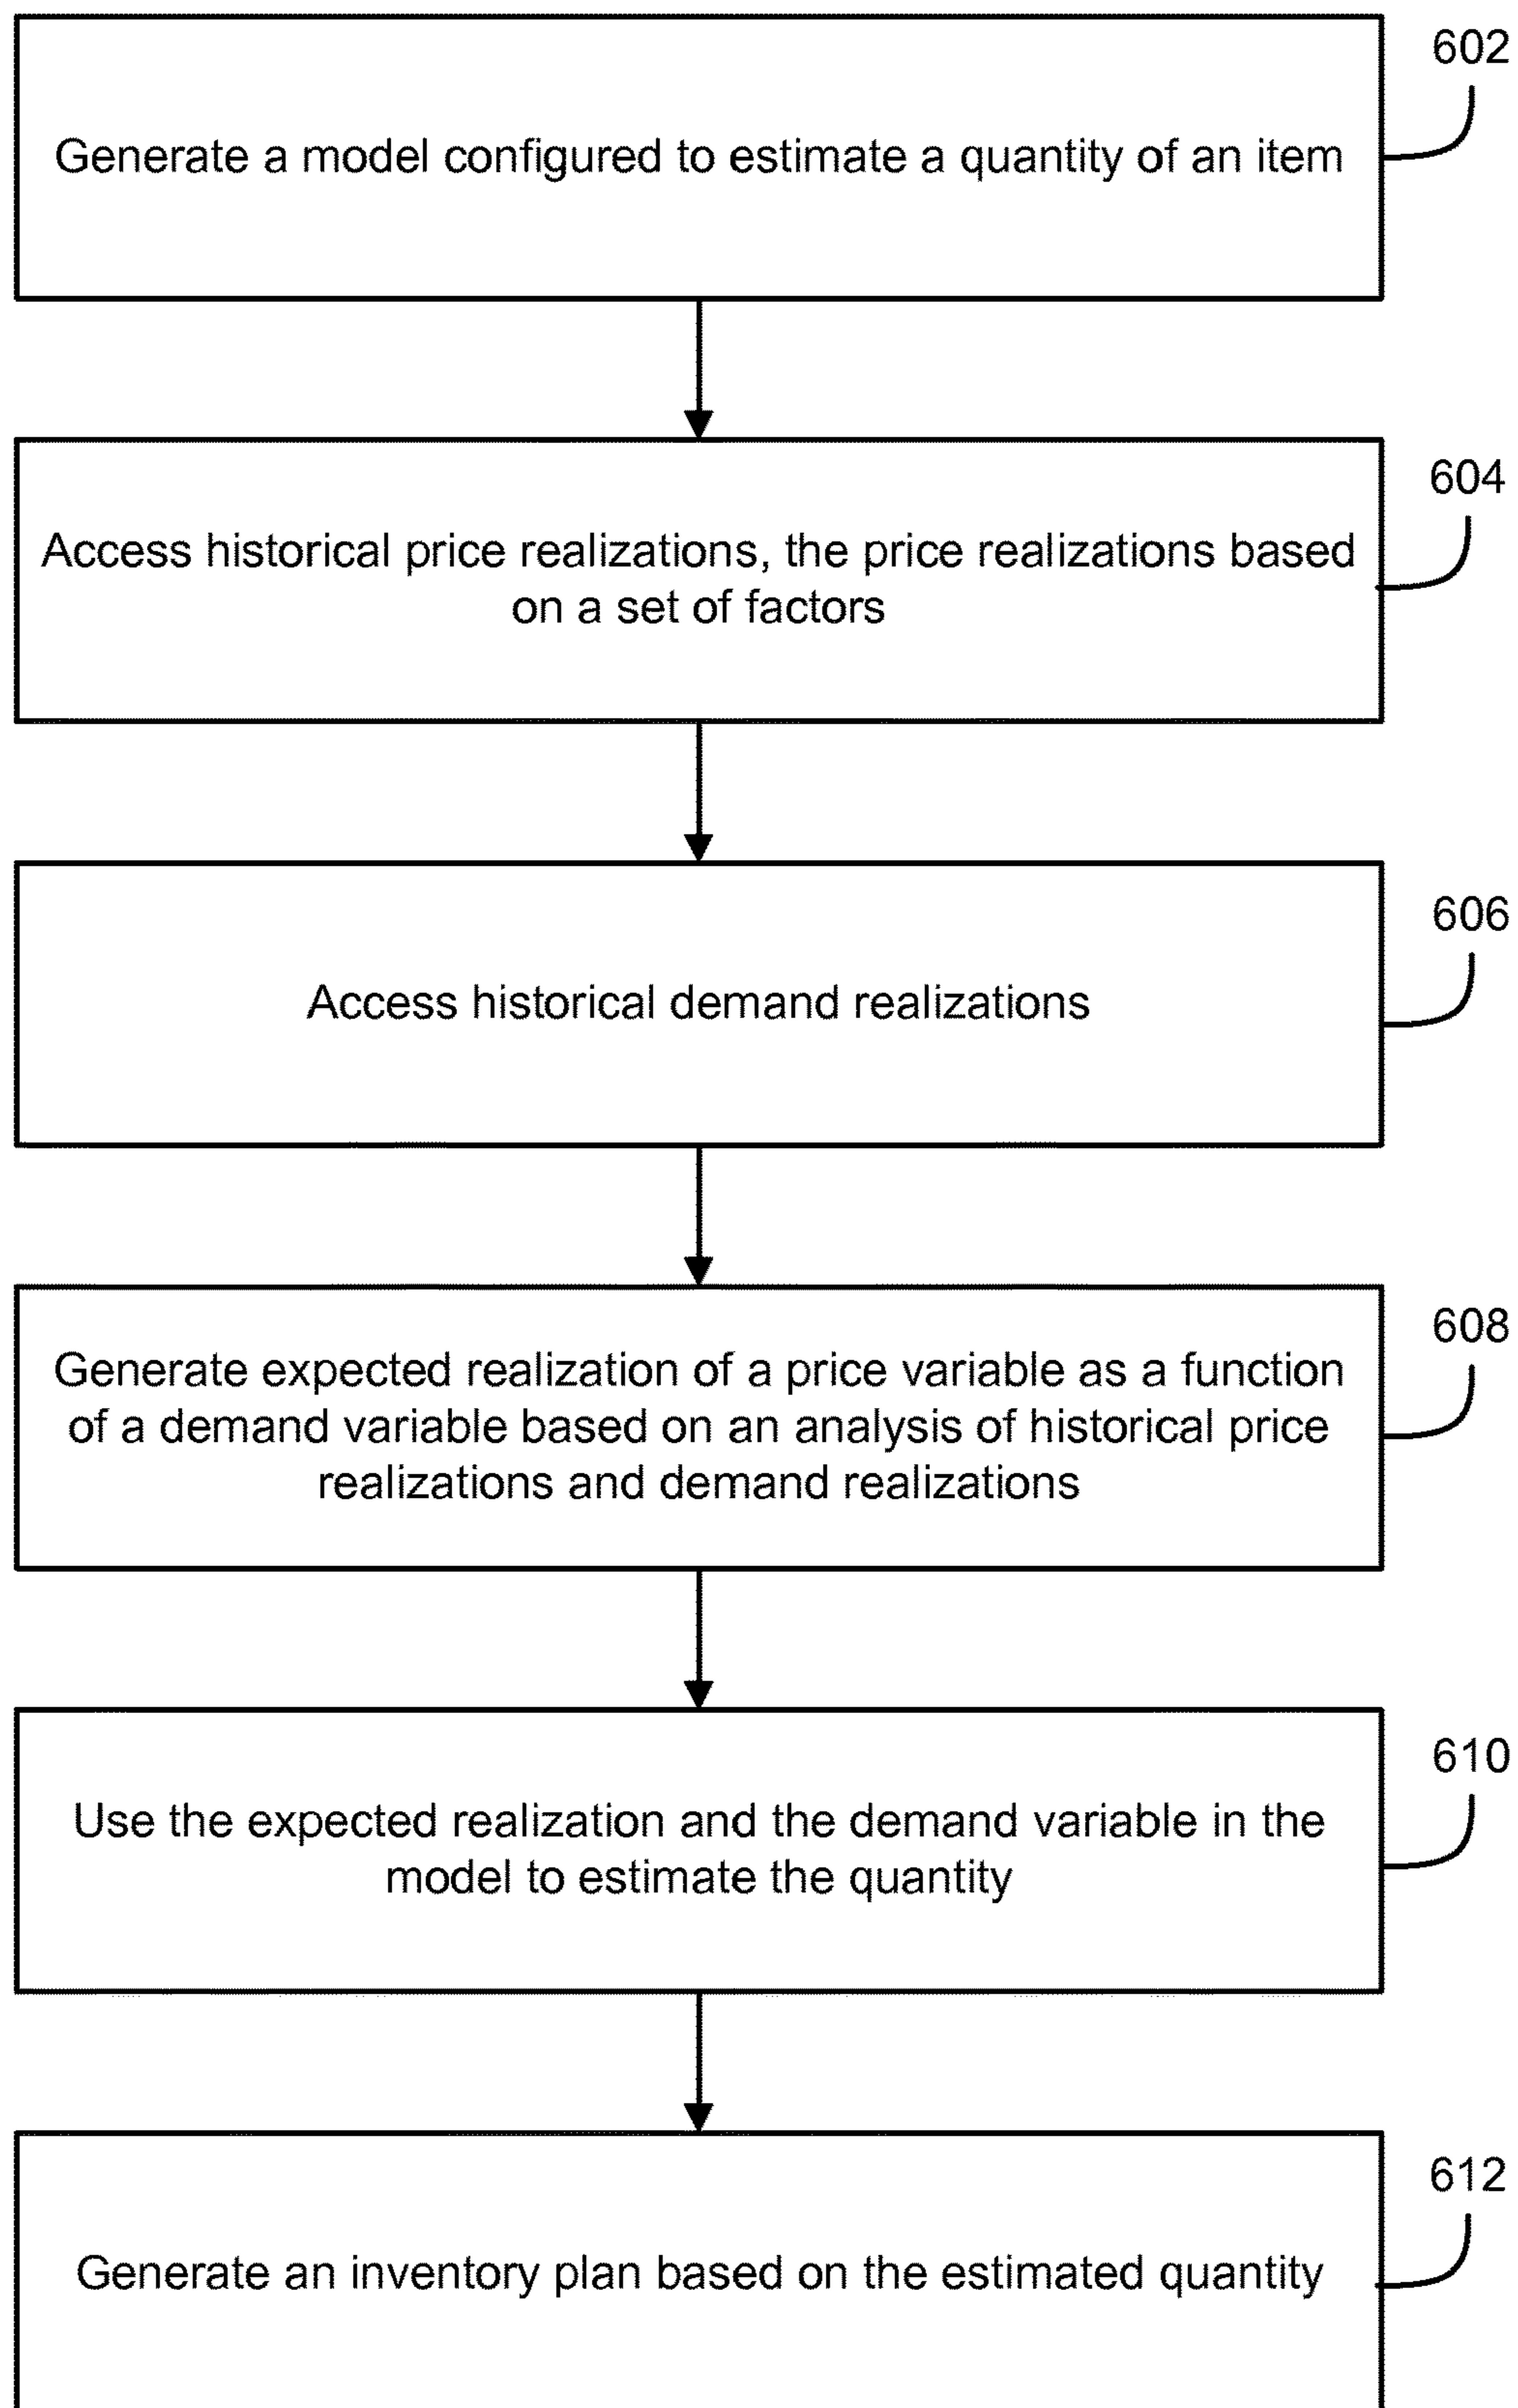 602
Generate a model configured to estimate a quantity of an item
604
Access historical price realizations, the price realizations based
on a set of factors
606
Access historical demand realizations
608
Generate expected realization of a price variable as a function
of a demand variable based on an analysis of historical price
realizations and demand realizations
610
Use the expected realization and the demand variable in the
model to estimate the quantity
612
Generate an inventory plan based on the estimated quantity